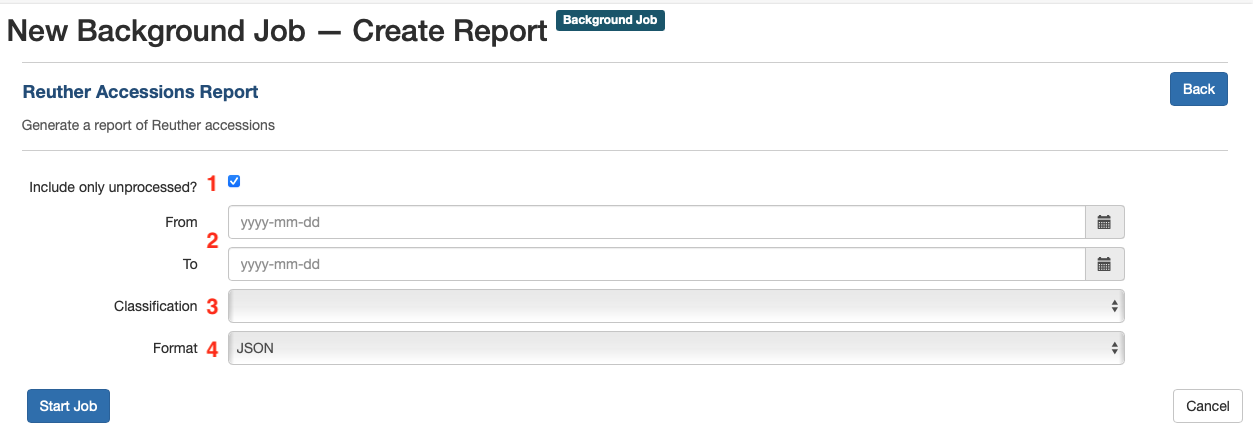 New Background Job — Create Report Background Job
Reuther Accessions Report Back
Generate a report of Reuther accessions
Include only unprocessed? 1
From yyyy-mm-dd
2
To yyyy-mm-dd
Classification 3
Format 4 JSON
Start Job Cancel